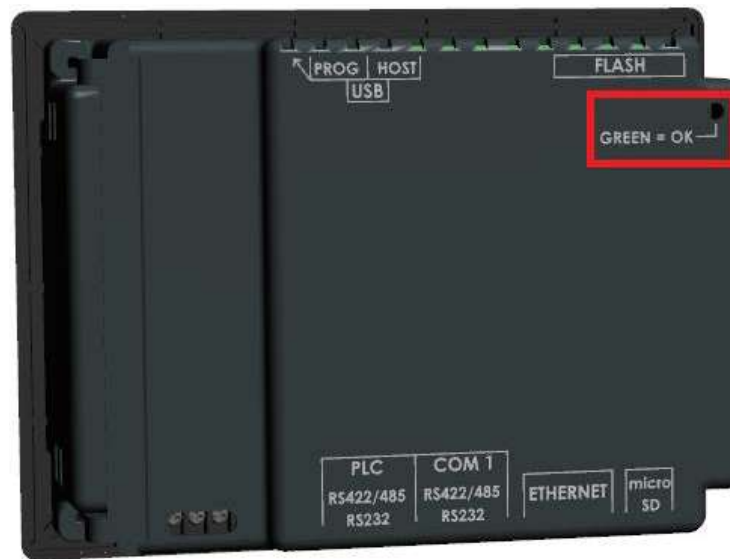 PROG HOST
USB
FLASH
GREEN = OK
PLC
RS422/485
RS232
COM 1
RS422/485
RS232
ETHERNET
micro
SD